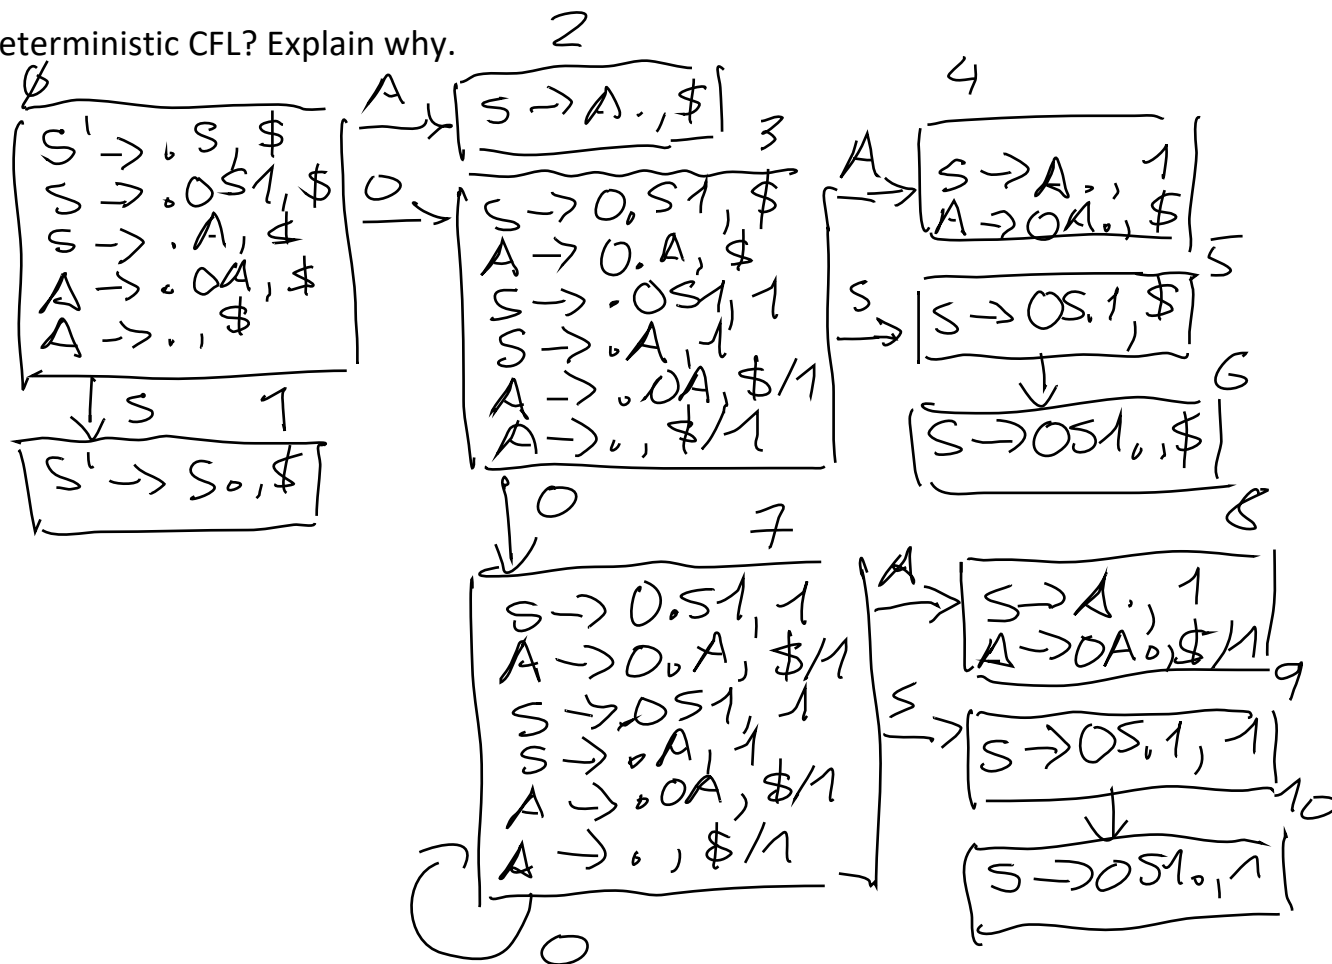 eterministic CFL? Explain why.
0
S' -> .S, $
S -> .0S1, $
S -> .A, $
A -> .0A, $
A -> ., $
S
1
S' -> S., $
A
2
S -> A., $
0
3
S -> 0.S1, $
A -> 0.A, $
S -> .0S1, 1
S -> .A, 1
A -> .0A, $/1
A -> ., $/1
A
4
S -> A., 1
A -> 0A., $
S
5
S -> 0S.1, $
6
S -> 0S1., $
0
7
S -> 0.S1, 1
A -> 0.A, $/1
S -> .0S1, 1
S -> .A, 1
A -> .0A, $/1
A -> ., $/1
0
A
8
S -> A., 1
A -> 0A., $/1
S
9
S -> 0S.1, 1
10
S -> 0S1., 1